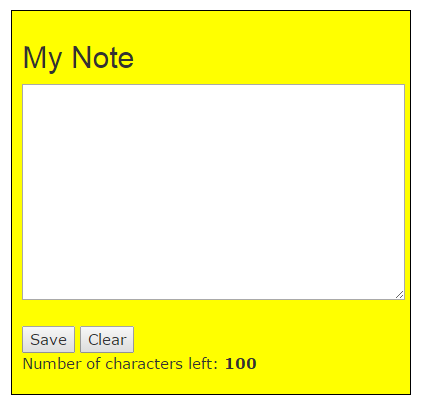 My Note
Save Clear
Number of characters left: 100